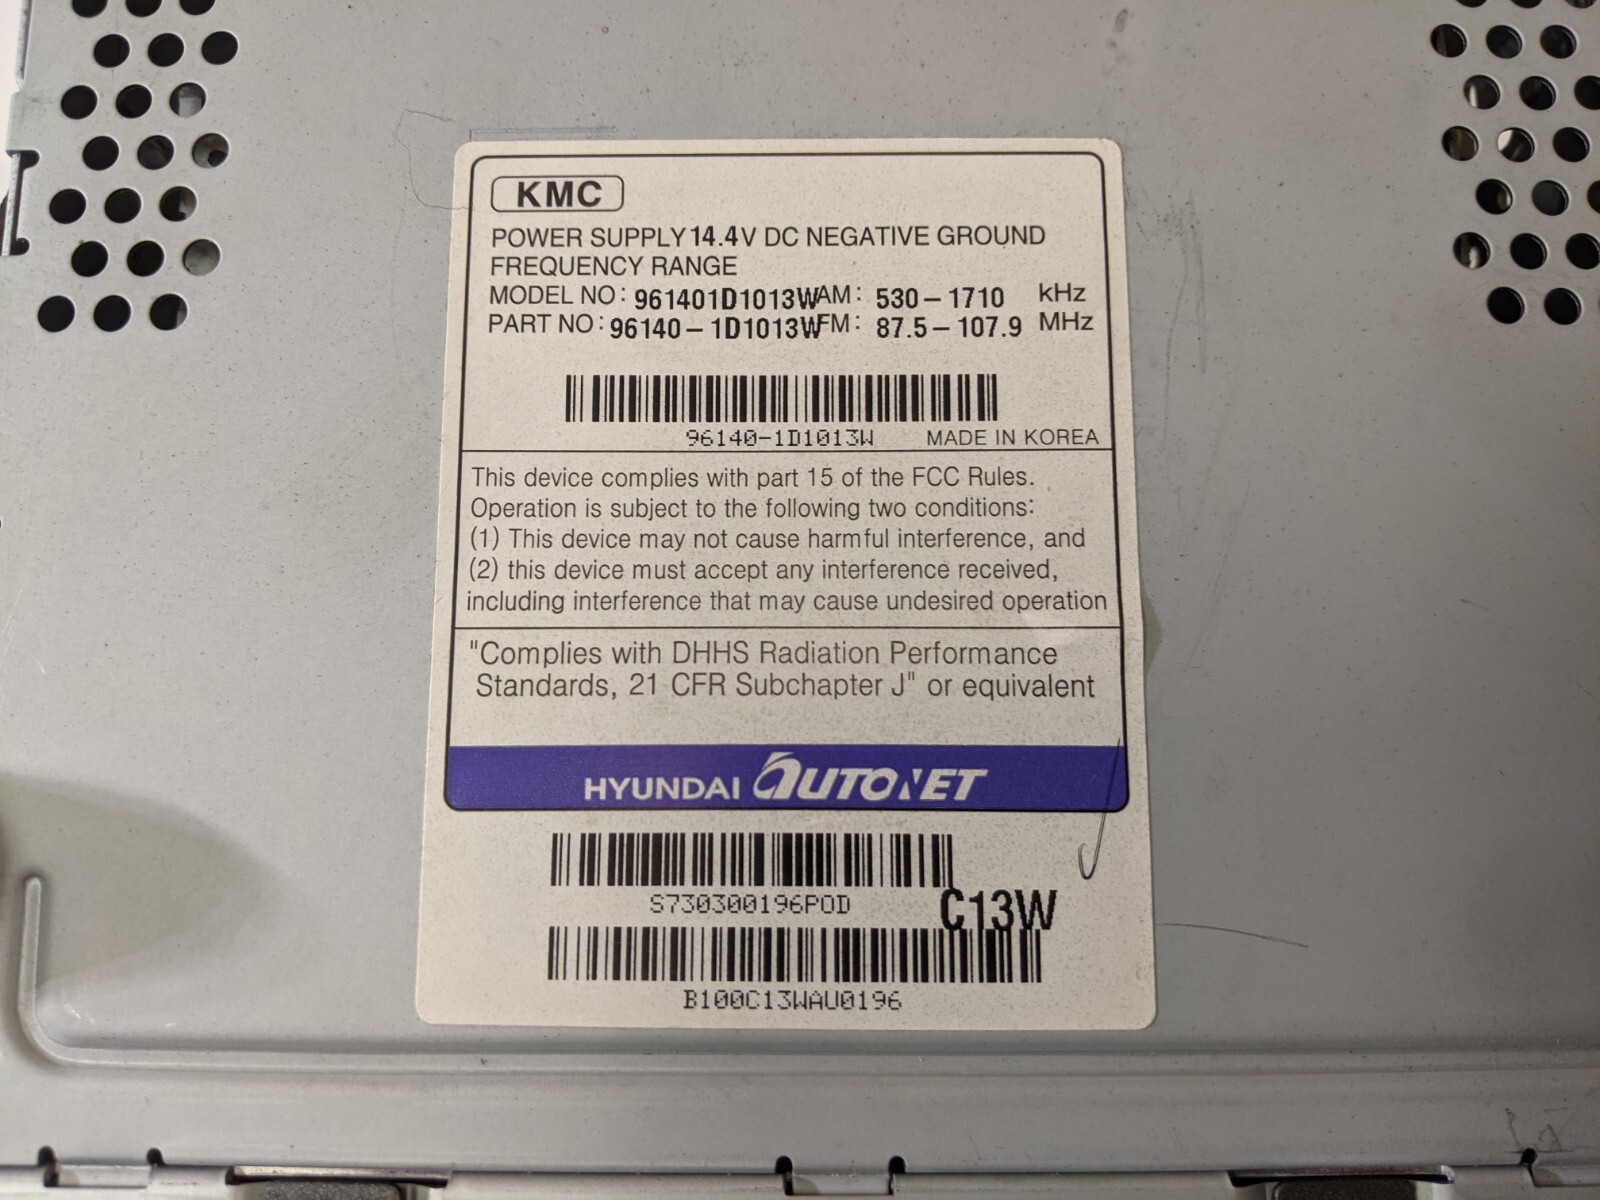 KMC
POWER SUPPLY 14.4V DC NEGATIVE GROUND
FREQUENCY RANGE
MODEL NO: 961401D1013W AM: 530-1710 kHz
PART NO: 96140-1D1013W FM: 87.5-107.9 MHz
96140-1D1013W MADE IN KOREA
This device complies with part 15 of the FCC Rules.
Operation is subject to the following two conditions:
(1) This device may not cause harmful interference, and
(2) this device must accept any interference received,
including interference that may cause undesired operation
"Complies with DHHS Radiation Performance
Standards, 21 CFR Subchapter J" or equivalent
HYUNDAI AUTONET
S730300196POD
C13W
B100C13WAU0196